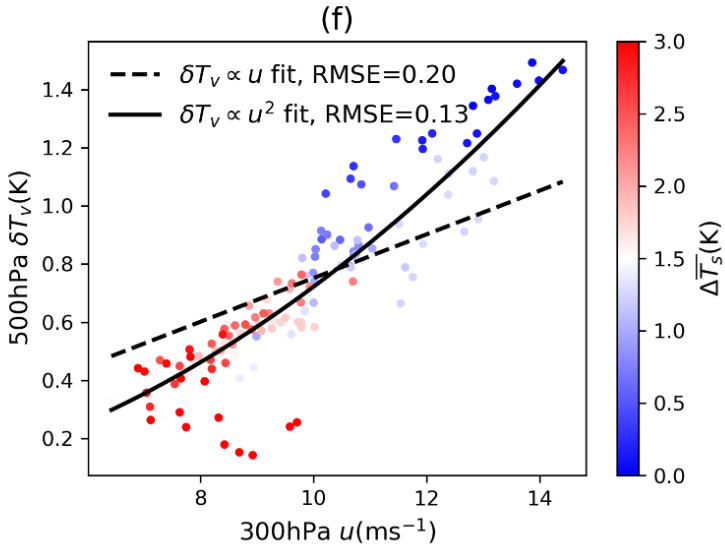 (f)
δT_v ∝ u fit, RMSE=0.20
δT_v ∝ u² fit, RMSE=0.13
500hPa δT_v(K)
1.4
1.2
1.0
0.8
0.6
0.4
0.2
8 10 12 14
300hPa u(ms⁻¹)
3.0
2.5
2.0
1.5
1.0
0.5
0.0
Δ\overline{T_s}(K)